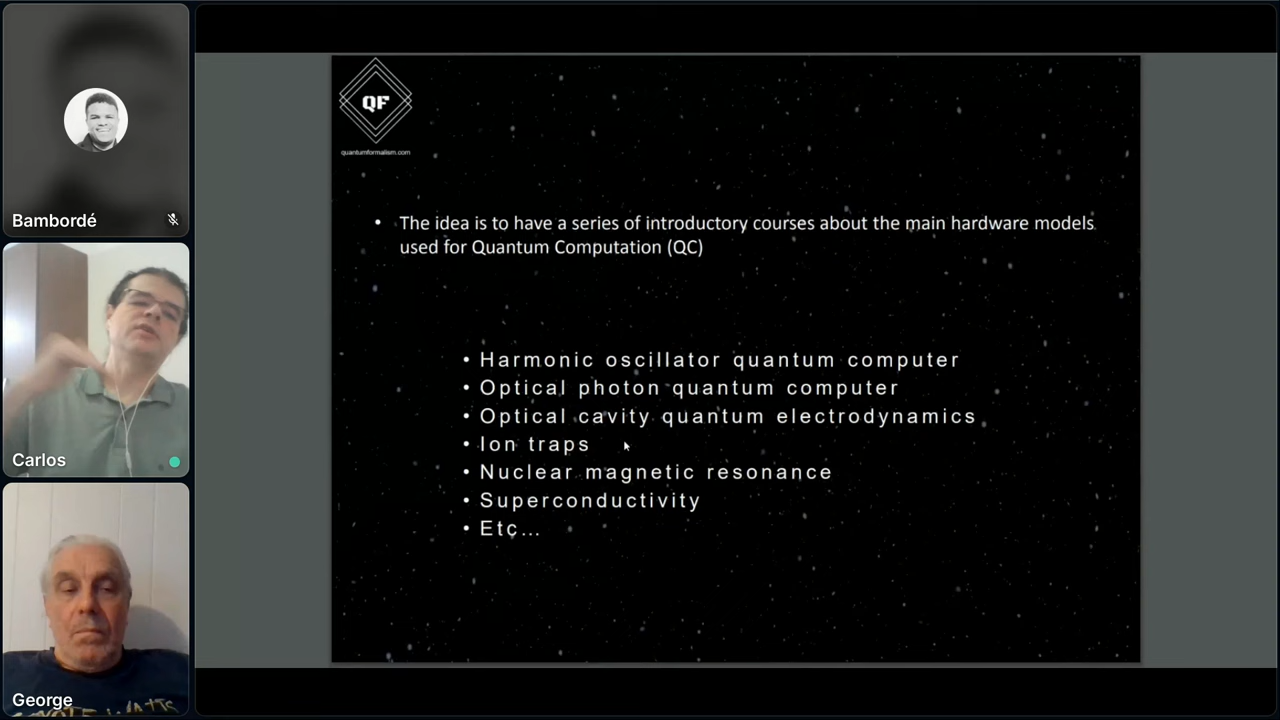 Bambordé
Carlos
George
QF
quantumformalism.com
• The idea is to have a series of introductory courses about the main hardware models
used for Quantum Computation (QC)
• Harmonic oscillator quantum computer
• Optical photon quantum computer
• Optical cavity quantum electrodynamics
• Ion traps
• Nuclear magnetic resonance
• Superconductivity
• Etc...